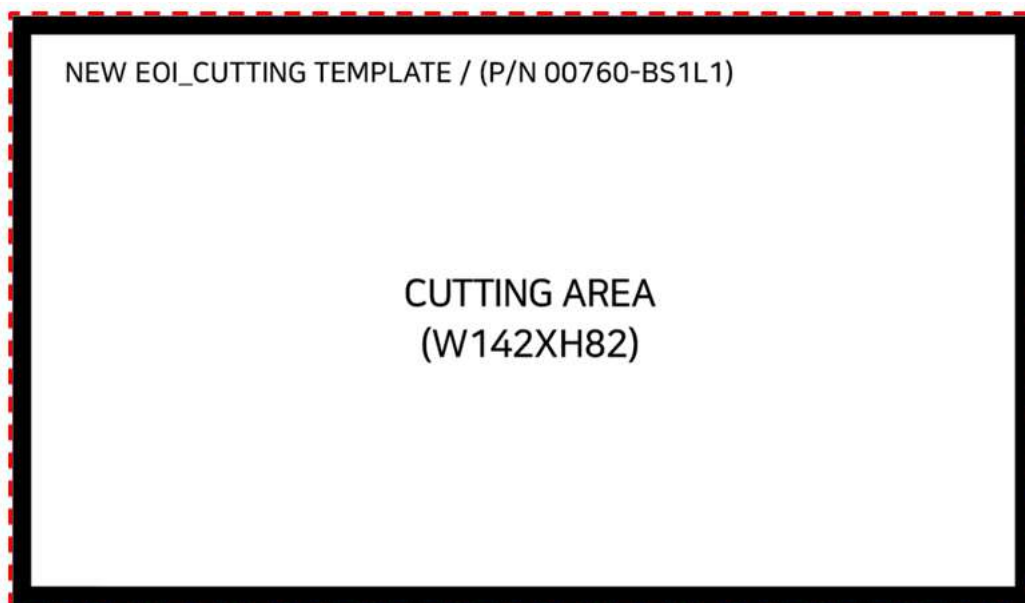 NEW EOI_CUTTING TEMPLATE / (P/N 00760-BS1L1)
CUTTING AREA
(W142XH82)